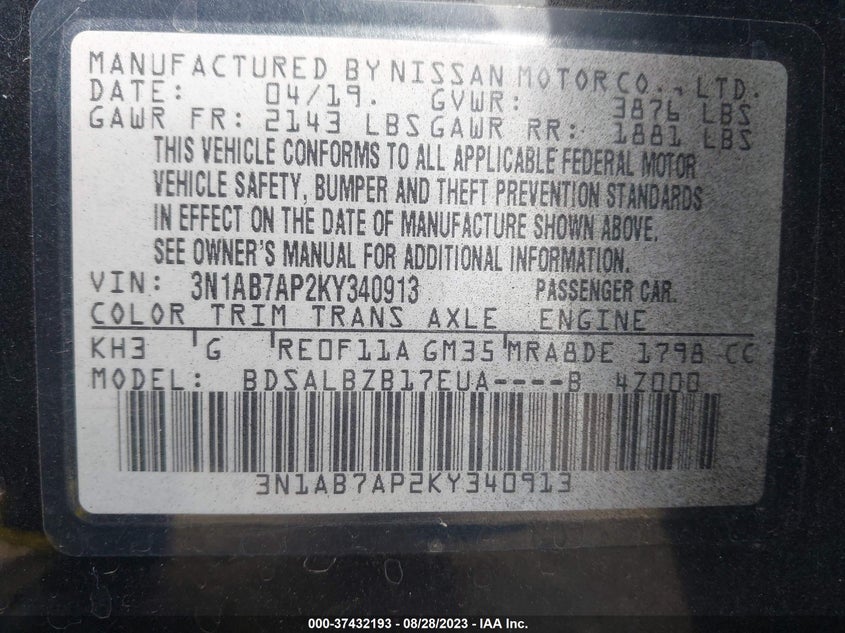 MANUFACTURED BY NISSAN MOTOR CO., LTD.
DATE: 04/19. GVWR: 3876 LBS
GAWR FR: 2143 LBS GAWR RR: 1881 LBS
THIS VEHICLE CONFORMS TO ALL APPLICABLE FEDERAL MOTOR
VEHICLE SAFETY, BUMPER AND THEFT PREVENTION STANDARDS
IN EFFECT ON THE DATE OF MANUFACTURE SHOWN ABOVE.
SEE OWNER'S MANUAL FOR ADDITIONAL INFORMATION.
VIN: 3N1AB7AP2KY340913 PASSENGER CAR
COLOR TRIM TRANS AXLE ENGINE
KH3 G RE0F11A GM35 MRA8DE 1798 CC
MODEL: BDSALBZB17EUA----B 4Z000
3N1AB7AP2KY340913
000-37432193 - 08/28/2023 - IAA Inc.